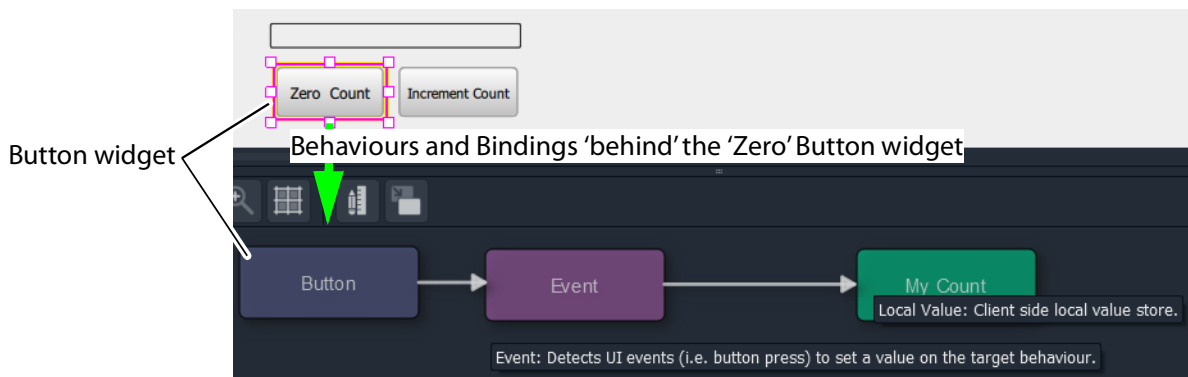 Zero Count
Increment Count
Behaviours and Bindings ‘behind’ the ‘Zero’ Button widget
Button widget
Button
Event
My Count
Local Value: Client side local value store.
Event: Detects UI events (i.e. button press) to set a value on the target behaviour.